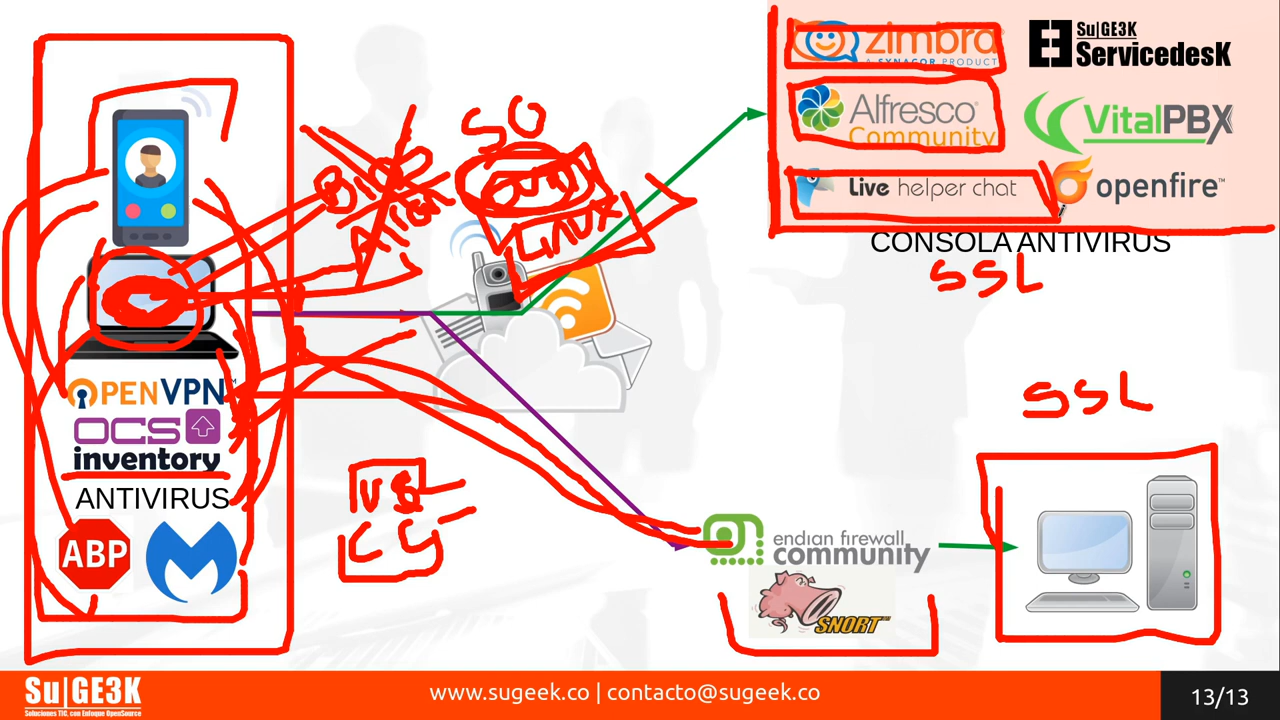 zimbra
A SYNACOR PRODUCT
Su|GE3K
ServicedesK
Alfresco
Community
VitalPBX
Live helper chat
openfire™
CONSOLA ANTIVIRUS
SSL
SO
LINUX
OPENVPN
OCS
inventory
ANTIVIRUS
ABP
SSL
endian firewall
community
SNORT
Su|GE3K
Soluciones TIC, con Enfoque OpenSource
www.sugeek.co | contacto@sugeek.co
13/13